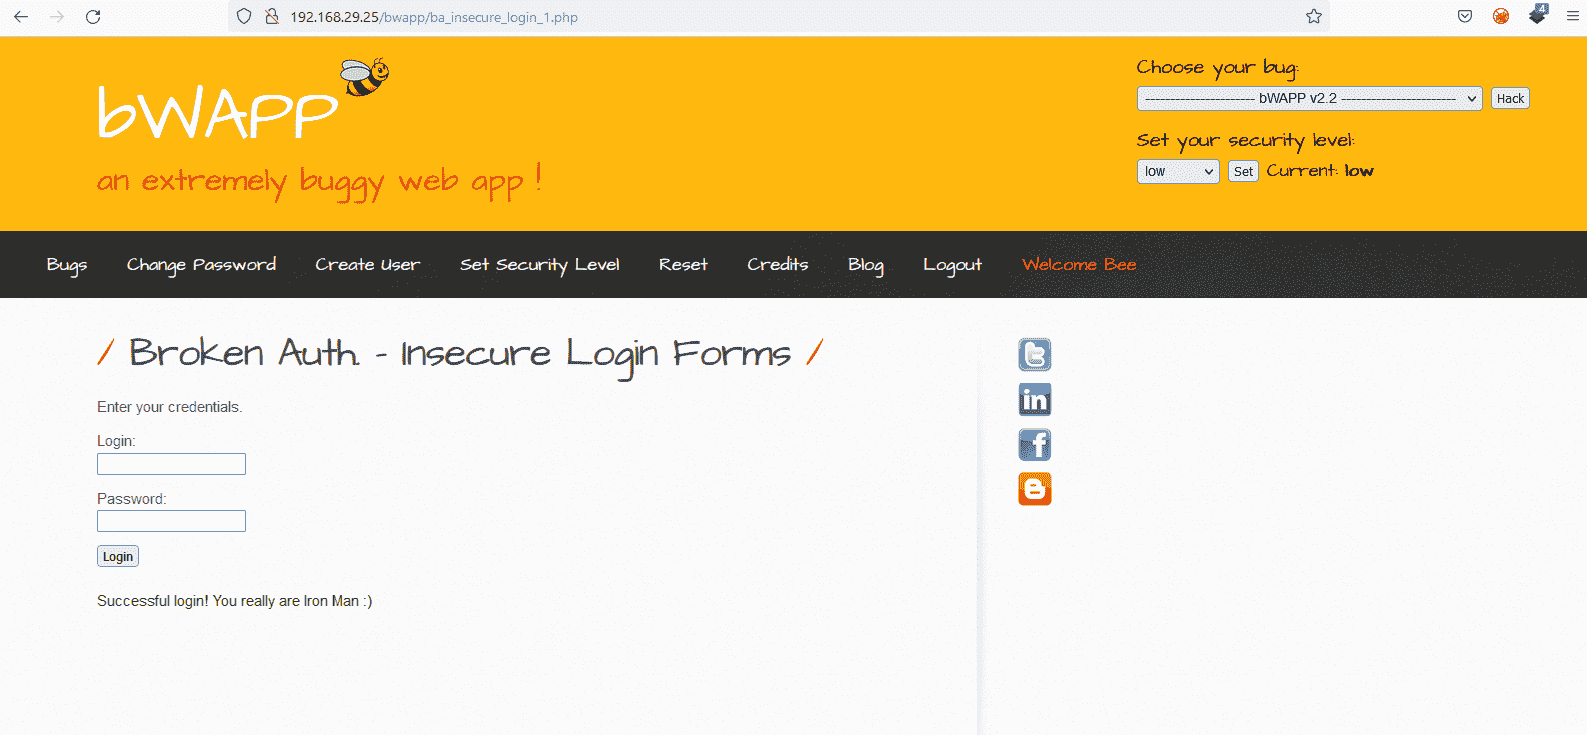 192.168.29.25/bwapp/ba_insecure_login_1.php
4
bWAPP
an extremely buggy web app !
Choose your bug:
---------------------- bWAPP v2.2 ----------------------- Hack
Set your security level:
low Set Current: low
Bugs Change Password Create User Set Security Level Reset Credits Blog Logout Welcome Bee
/ Broken Auth. - Insecure Login Forms /
Enter your credentials.
Login:
Password:
Login
Successful login! You really are Iron Man :)
in
f